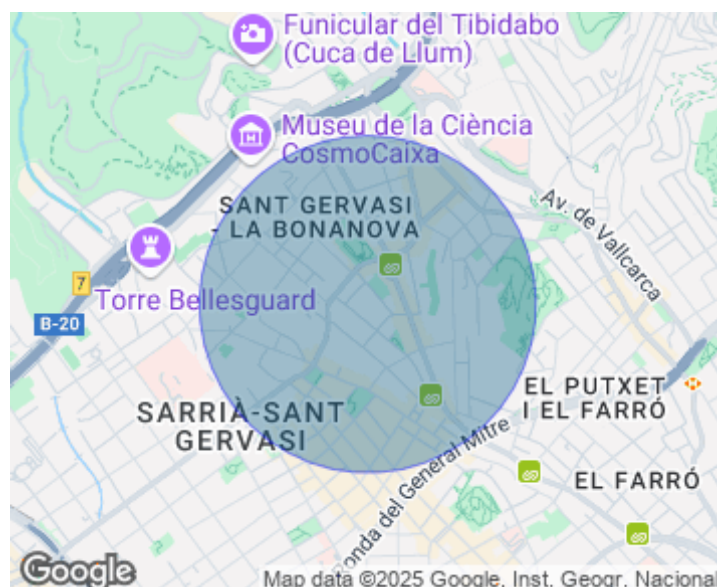 Funicular del Tibidabo
(Cuca de Llum)
Museu de la Ciència
CosmoCaixa
SANT GERVASI
- LA BONANOVA
Av. de Vallcarca
7
Torre Bellesguard
B-20
EL PUTXET
I EL FARRÓ
SARRIÀ-SANT
GERVASI
Ronda del General Mitre
EL FARRÓ
Google
Map data ©2025 Google, Inst. Geogr. Nacional